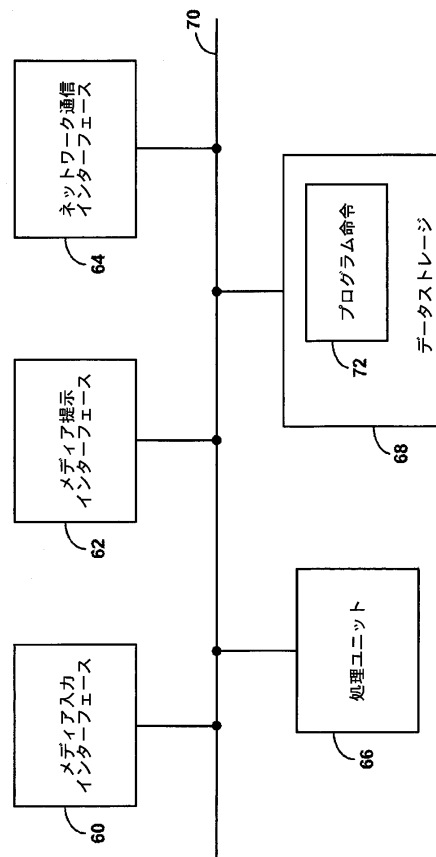 メディア入力
インターフェース
60
メディア提示
インターフェース
62
ネットワーク通信
インターフェース
64
70
処理ユニット
66
プログラム命令
72
データストレージ
68